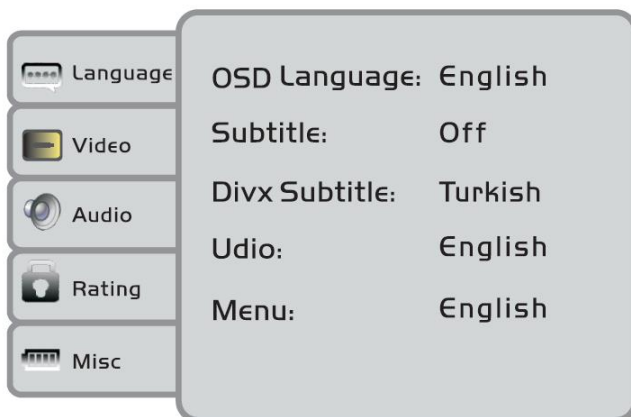 Language
Video
Audio
Rating
Misc
OSD Language: English
Subtitle: Off
Divx Subtitle: Turkish
Udio: English
Menu: English